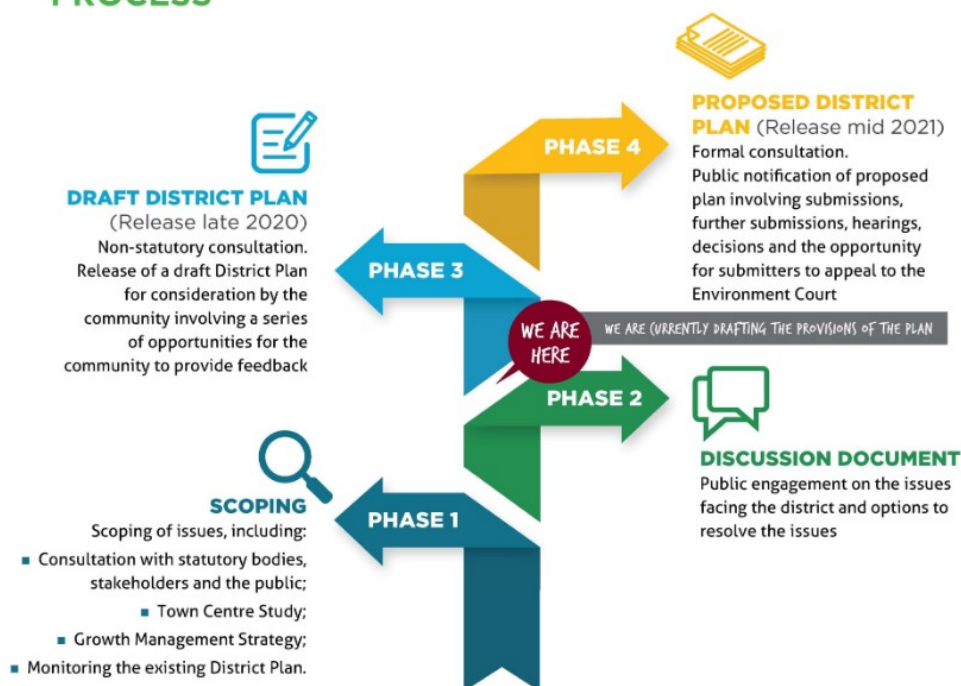 PROCESS
PHASE 4
PROPOSED DISTRICT
PLAN (Release mid 2021)
Formal consultation.
Public notification of proposed
plan involving submissions,
further submissions, hearings,
decisions and the opportunity
for submitters to appeal to the
Environment Court
DRAFT DISTRICT PLAN
(Release late 2020)
Non-statutory consultation.
Release of a draft District Plan
for consideration by the
community involving a series
of opportunities for the
community to provide feedback
PHASE 3
WE ARE
HERE
WE ARE CURRENTLY DRAFTING THE PROVISIONS OF THE PLAN
PHASE 2
DISCUSSION DOCUMENT
Public engagement on the issues
facing the district and options to
resolve the issues
PHASE 1
SCOPING
Scoping of issues, including:
▪ Consultation with statutory bodies,
stakeholders and the public;
▪ Town Centre Study;
▪ Growth Management Strategy;
▪ Monitoring the existing District Plan.